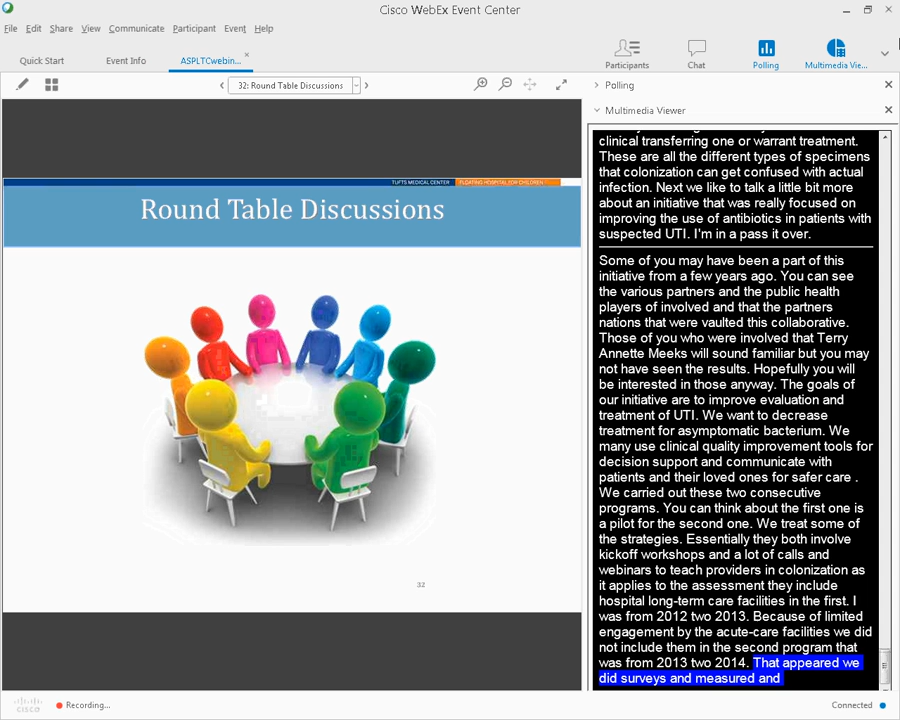 Cisco WebEx Event Center
File Edit Share View Communicate Participant Event Help
Quick Start Event Info ASPLTCwebin... ×
Participants Chat Polling Multimedia Vie...
32: Round Table Discussions
Polling
Multimedia Viewer
TUFTS MEDICAL CENTER FLOATING HOSPITAL FOR CHILDREN
Round Table Discussions
32
clinical transferring one or warrant treatment.
These are all the different types of specimens
that colonization can get confused with actual
infection. Next we like to talk a little bit more
about an initiative that was really focused on
improving the use of antibiotics in patients with
suspected UTI. I'm in a pass it over.
Some of you may have been a part of this
initiative from a few years ago. You can see
the various partners and the public health
players of involved and that the partners
nations that were vaulted this collaborative.
Those of you who were involved that Terry
Annette Meeks will sound familiar but you may
not have seen the results. Hopefully you will
be interested in those anyway. The goals of
our initiative are to improve evaluation and
treatment of UTI. We want to decrease
treatment for asymptomatic bacterium. We
many use clinical quality improvement tools for
decision support and communicate with
patients and their loved ones for safer care .
We carried out these two consecutive
programs. You can think about the first one is
a pilot for the second one. We treat some of
the strategies. Essentially they both involve
kickoff workshops and a lot of calls and
webinars to teach providers in colonization as
it applies to the assessment they include
hospital long-term care facilities in the first. I
was from 2012 two 2013. Because of limited
engagement by the acute-care facilities we did
not include them in the second program that
was from 2013 two 2014. That appeared we
did surveys and measured and
cisco Recording... Connected